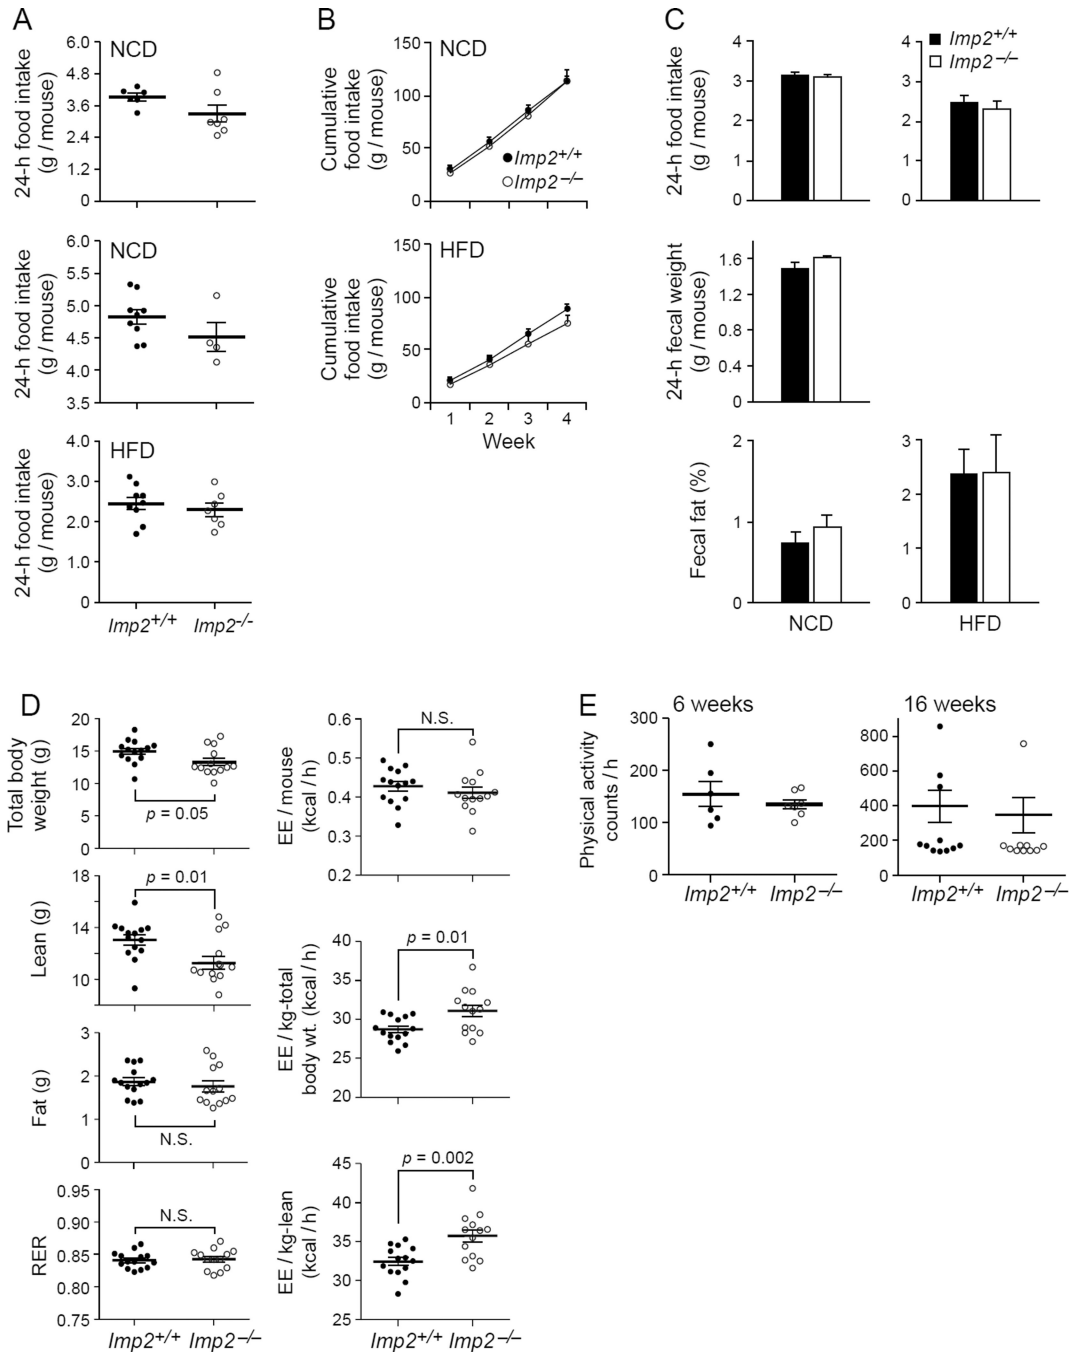 A
NCD
24-h food intake
(g / mouse)
6.0
4.8
3.6
2.4
1.2
0
NCD
24-h food intake
(g / mouse)
6.0
5.5
5.0
4.5
4.0
3.5
HFD
24-h food intake
(g / mouse)
4.0
3.0
2.0
1.0
0
Imp2+/+
Imp2-/-
B
NCD
Cumulative
food intake
(g / mouse)
150
100
50
0
Imp2+/+
Imp2-/-
HFD
Cumulative
food intake
(g / mouse)
150
100
50
0
1 2 3 4
Week
C
24-h food intake
(g / mouse)
4
3
2
1
0
4
3
2
1
0
Imp2+/+
Imp2-/-
24-h fecal weight
(g / mouse)
1.6
1.2
0.8
0.4
0
Fecal fat (%)
2
1
0
NCD
3
2
1
0
HFD
D
Total body
weight (g)
20
15
10
5
0
p = 0.05
Lean (g)
18
14
10
p = 0.01
Fat (g)
3
2
1
0
N.S.
RER
0.95
0.90
0.85
0.80
0.75
N.S.
Imp2+/+
Imp2-/-
EE / mouse
(kcal / h)
0.6
0.5
0.4
0.3
0.2
N.S.
EE / kg-total
body wt. (kcal / h)
40
35
30
25
20
p = 0.01
EE / kg-lean
(kcal / h)
45
40
35
30
25
p = 0.002
Imp2+/+
Imp2-/-
E
6 weeks
Physical activity
counts / h
300
200
100
0
Imp2+/+
Imp2-/-
16 weeks
800
600
400
200
0
Imp2+/+
Imp2-/-